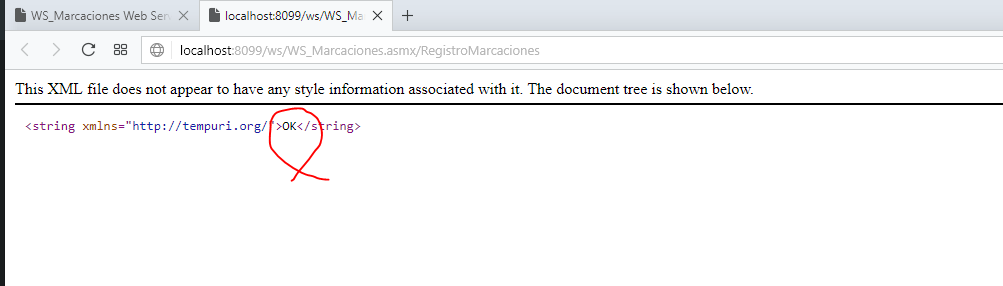 WS_Marcaciones Web Ser
localhost:8099/ws/WS_Ma
localhost:8099/ws/WS_Marcaciones.asmx/RegistroMarcaciones
This XML file does not appear to have any style information associated with it. The document tree is shown below.
<string xmlns="http://tempuri.org/">OK</string>